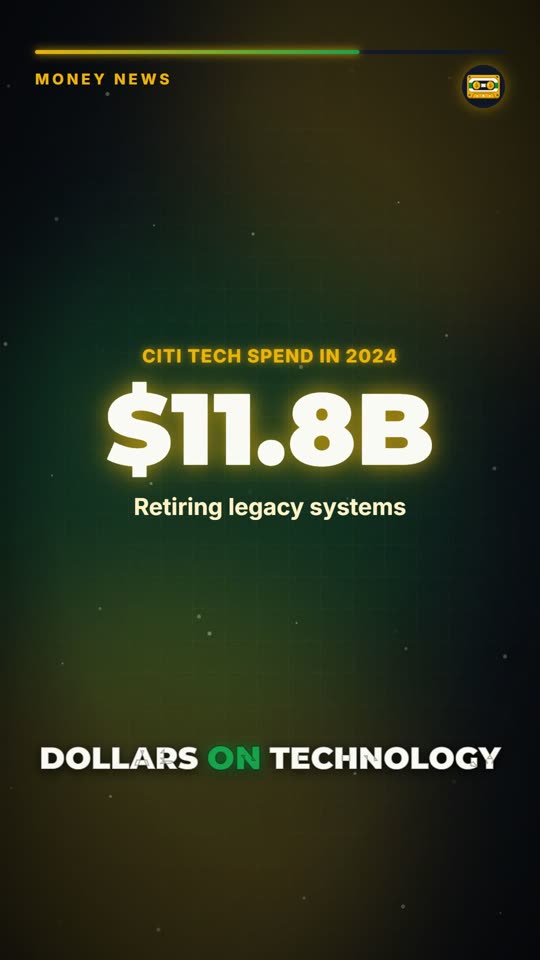 MONEY NEWS
CITI TECH SPEND IN 2024
$11.8B
Retiring legacy systems
DOLLARS ON TECHNOLOGY